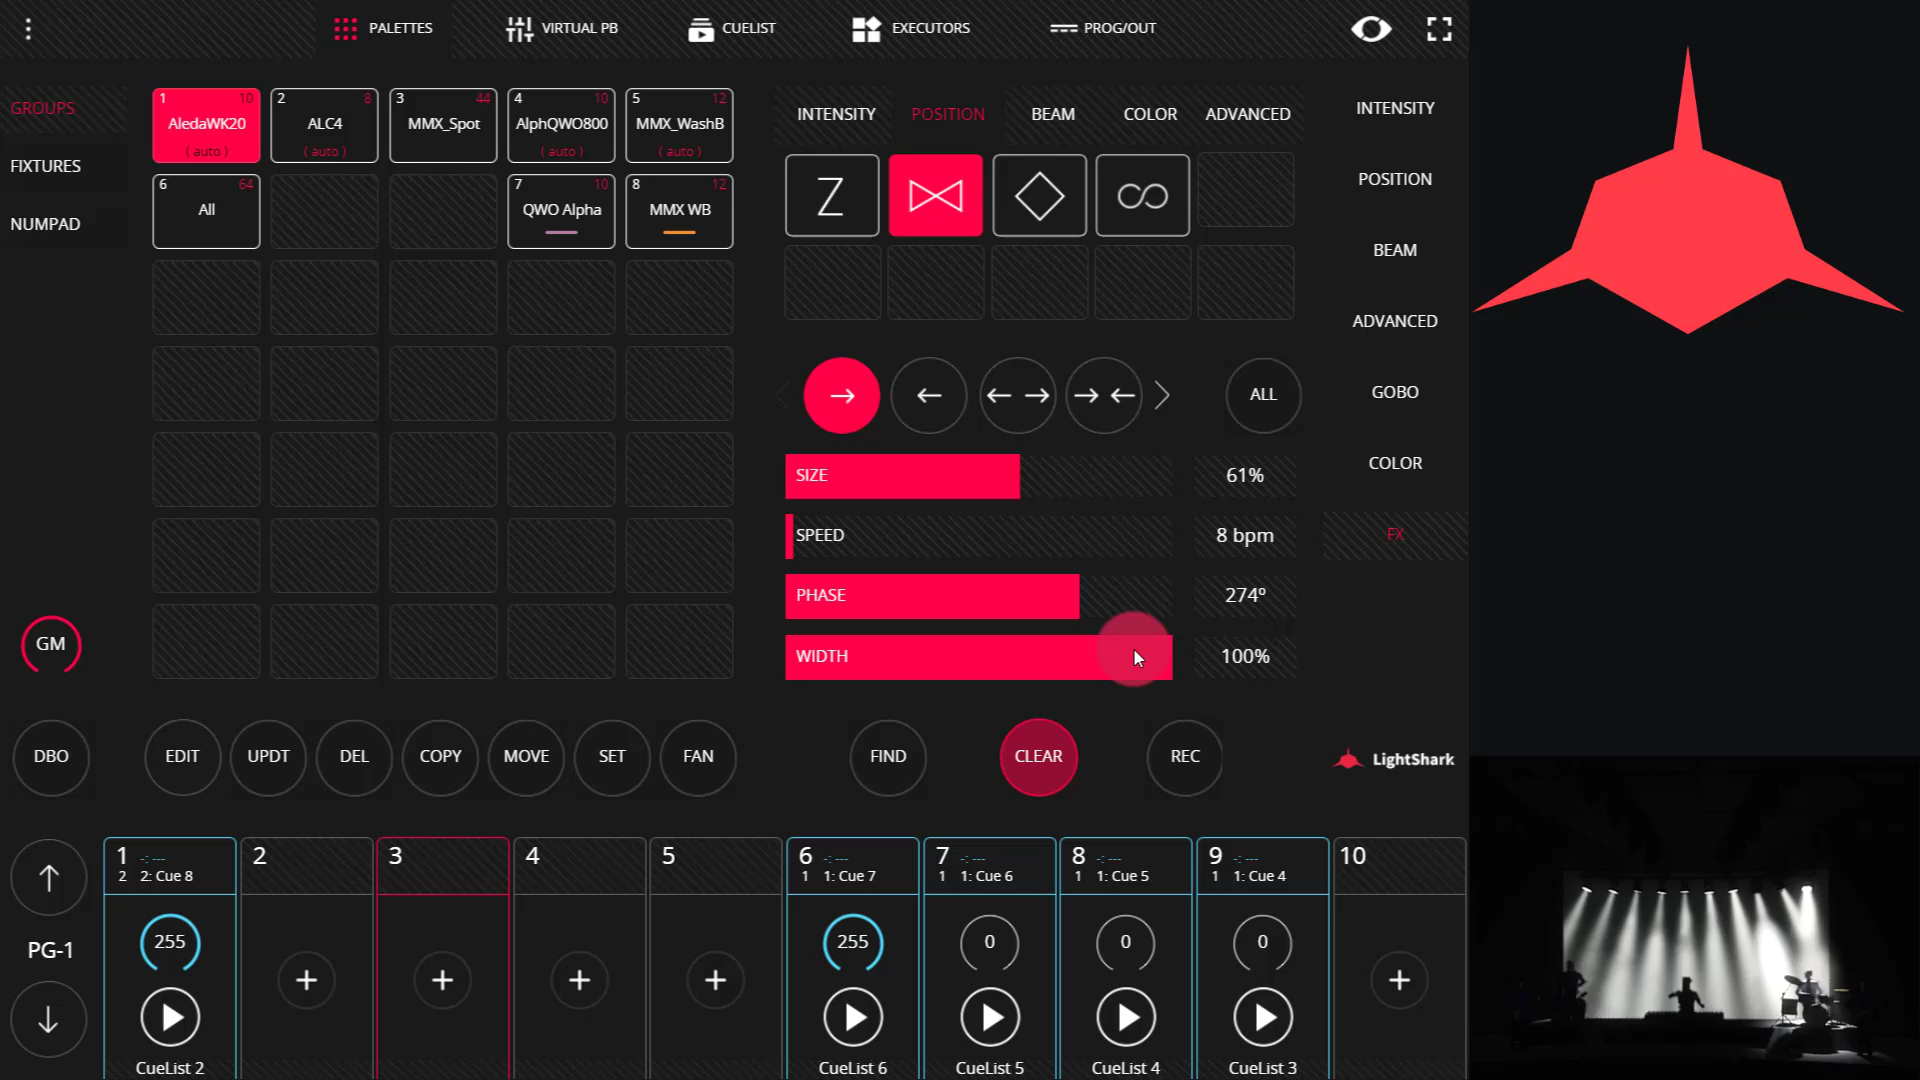 PALETTES
VIRTUAL PB
CUELIST
EXECUTORS
PROG/OUT
GROUPS
FIXTURES
NUMPAD
1 10
AledaWK20
( auto )
2 8
ALC4
( auto )
3 44
MMX_Spot
4 10
AlphQWO800
( auto )
5 12
MMX_WashB
( auto )
6 64
All
7 10
QWO Alpha
8 12
MMX WB
INTENSITY
POSITION
BEAM
COLOR
ADVANCED
Z
ALL
SIZE 61%
SPEED 8 bpm
PHASE 274º
WIDTH 100%
INTENSITY
POSITION
BEAM
ADVANCED
GOBO
COLOR
FX
GM
DBO
EDIT
UPDT
DEL
COPY
MOVE
SET
FAN
FIND
CLEAR
REC
LightShark
PG-1
1 -: ---
2 2: Cue 8
255
CueList 2
2
3
4
5
6 -: ---
1 1: Cue 7
255
CueList 6
7 -: ---
1 1: Cue 6
0
CueList 5
8 -: ---
1 1: Cue 5
0
CueList 4
9 -: ---
1 1: Cue 4
0
CueList 3
10